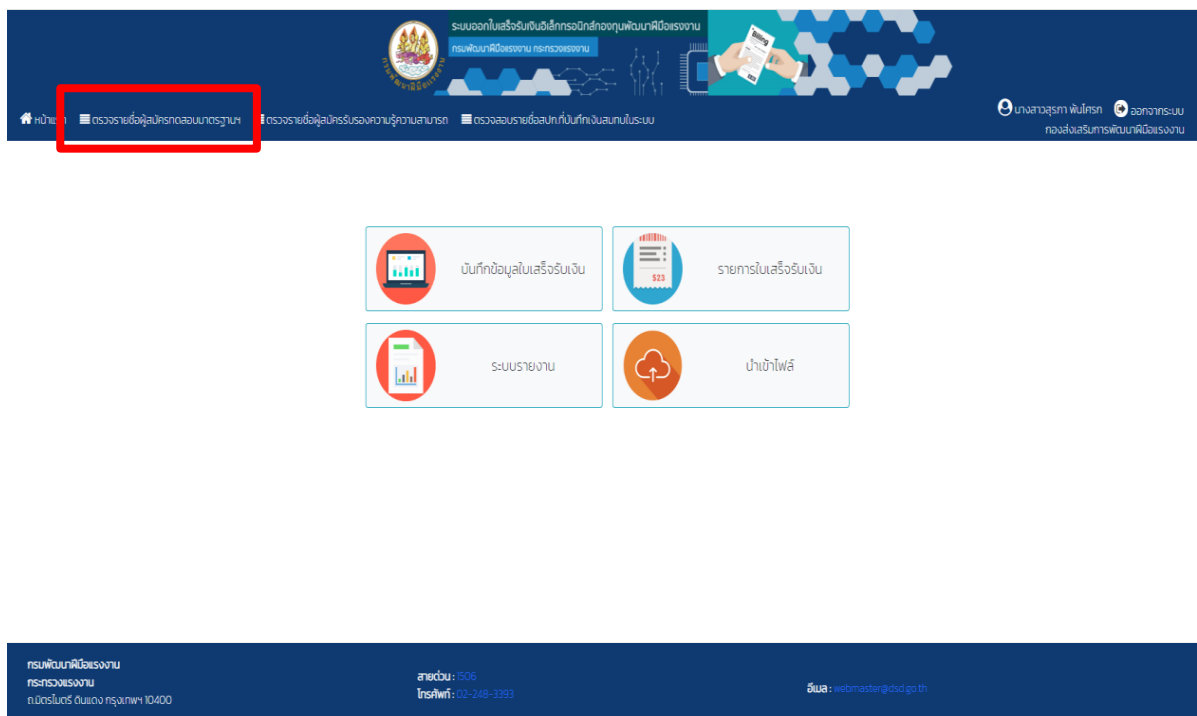 ระบบออกใบเสร็จรับเงินอิเล็กทรอนิกส์กองทุนพัฒนาฝีมือแรงงาน
กรมพัฒนาฝีมือแรงงาน กระทรวงแรงงาน
Billing
หน้าแรก ตรวจรายชื่อผู้สมัครทดสอบมาตรฐานฯ ตรวจรายชื่อผู้สมัครรับรองความรู้ความสามารถ ตรวจสอบรายชื่อสปก.ที่บันทึกเงินสมทบในระบบ
นางสาวสุรภา พันโครก ออกจากระบบ
กองส่งเสริมการพัฒนาฝีมือแรงงาน
บันทึกข้อมูลใบเสร็จรับเงิน
$23
รายการใบเสร็จรับเงิน
ระบบรายงาน
นำเข้าไฟล์
กรมพัฒนาฝีมือแรงงาน
กระทรวงแรงงาน
ถ.มิตรไมตรี ดินแดง กรุงเทพฯ 10400
สายด่วน : 1506
โทรศัพท์ : 02-248-3393
อีเมล : webmaster@dsd.go.th